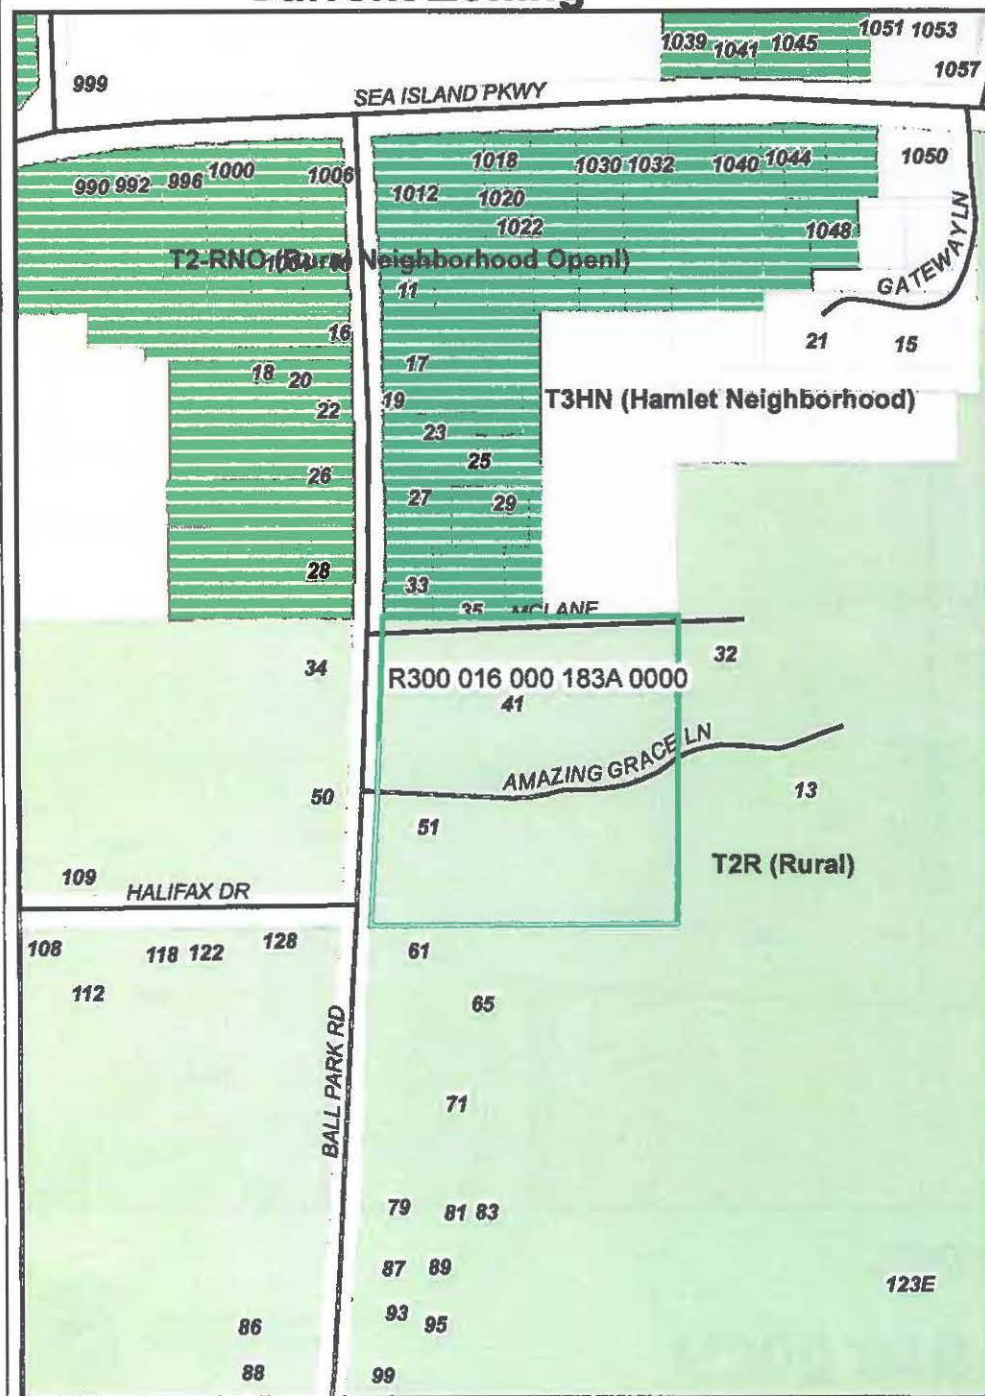 999
1039 1041 1045
1051 1053
1057
SEA ISLAND PKWY
990 992 996 1000 1006
1018 1030 1032 1040 1044 1050
1012 1020
1022 1048
GATEWAY LN
T2-RNO (Rural Neighborhood Openl)
11
16
21 15
17
18 20
22
19
T3HN (Hamlet Neighborhood)
23
25
26
27 29
28
33
35 MCLANE
34
32
R300 016 000 183A 0000
41
AMAZING GRACE LN
50
13
51
T2R (Rural)
109
HALIFAX DR
108 118 122 128
61
112
65
BALL PARK RD
71
79 81 83
87 89
123E
93 95
86
88
99